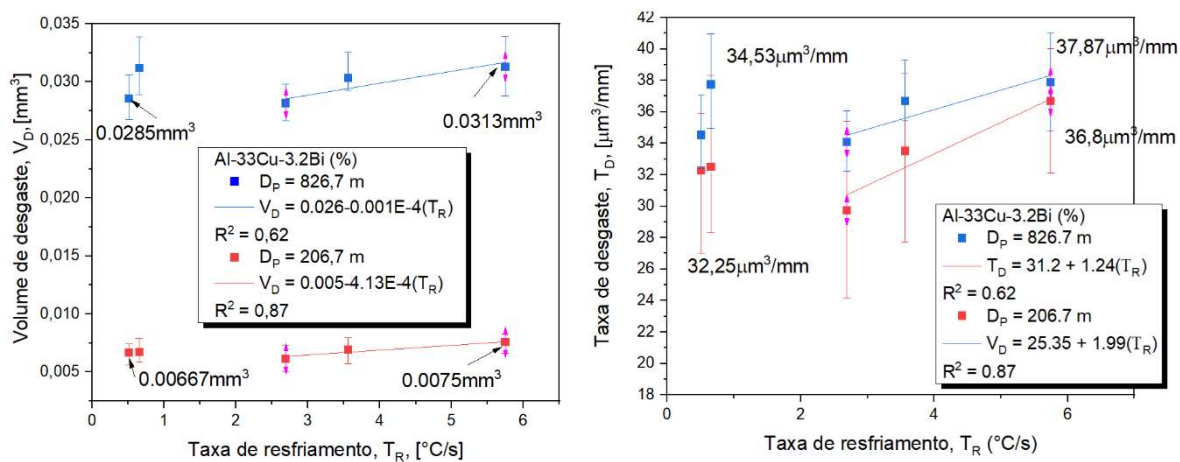 0,035
0,030
0,025
0,020
0,015
0,010
0,005
Volume de desgaste, V_D, [mm³]
0.0285mm³
0.0313mm³
Al-33Cu-3.2Bi (%)
D_P = 826,7 m
V_D = 0.026-0.001E-4(T_R)
R² = 0,62
D_P = 206,7 m
V_D = 0.005-4.13E-4(T_R)
R² = 0,87
0.00667mm³
0.0075mm³
0 1 2 3 4 5 6
Taxa de resfriamento, T_R, [°C/s]
42
40
38
36
34
32
30
28
26
24
22
20
18
Taxa de desgaste, T_D, [µm³/mm]
34,53µm³/mm
37,87µm³/mm
36,8µm³/mm
32,25µm³/mm
Al-33Cu-3.2Bi (%)
D_P = 826.7 m
T_D = 31.2 + 1.24(T_R)
R² = 0.62
D_P = 206.7 m
V_D = 25.35 + 1.99(T_R)
R² = 0.87
0 2 4 6 8
Taxa de resfriamento, T_R (°C/s)